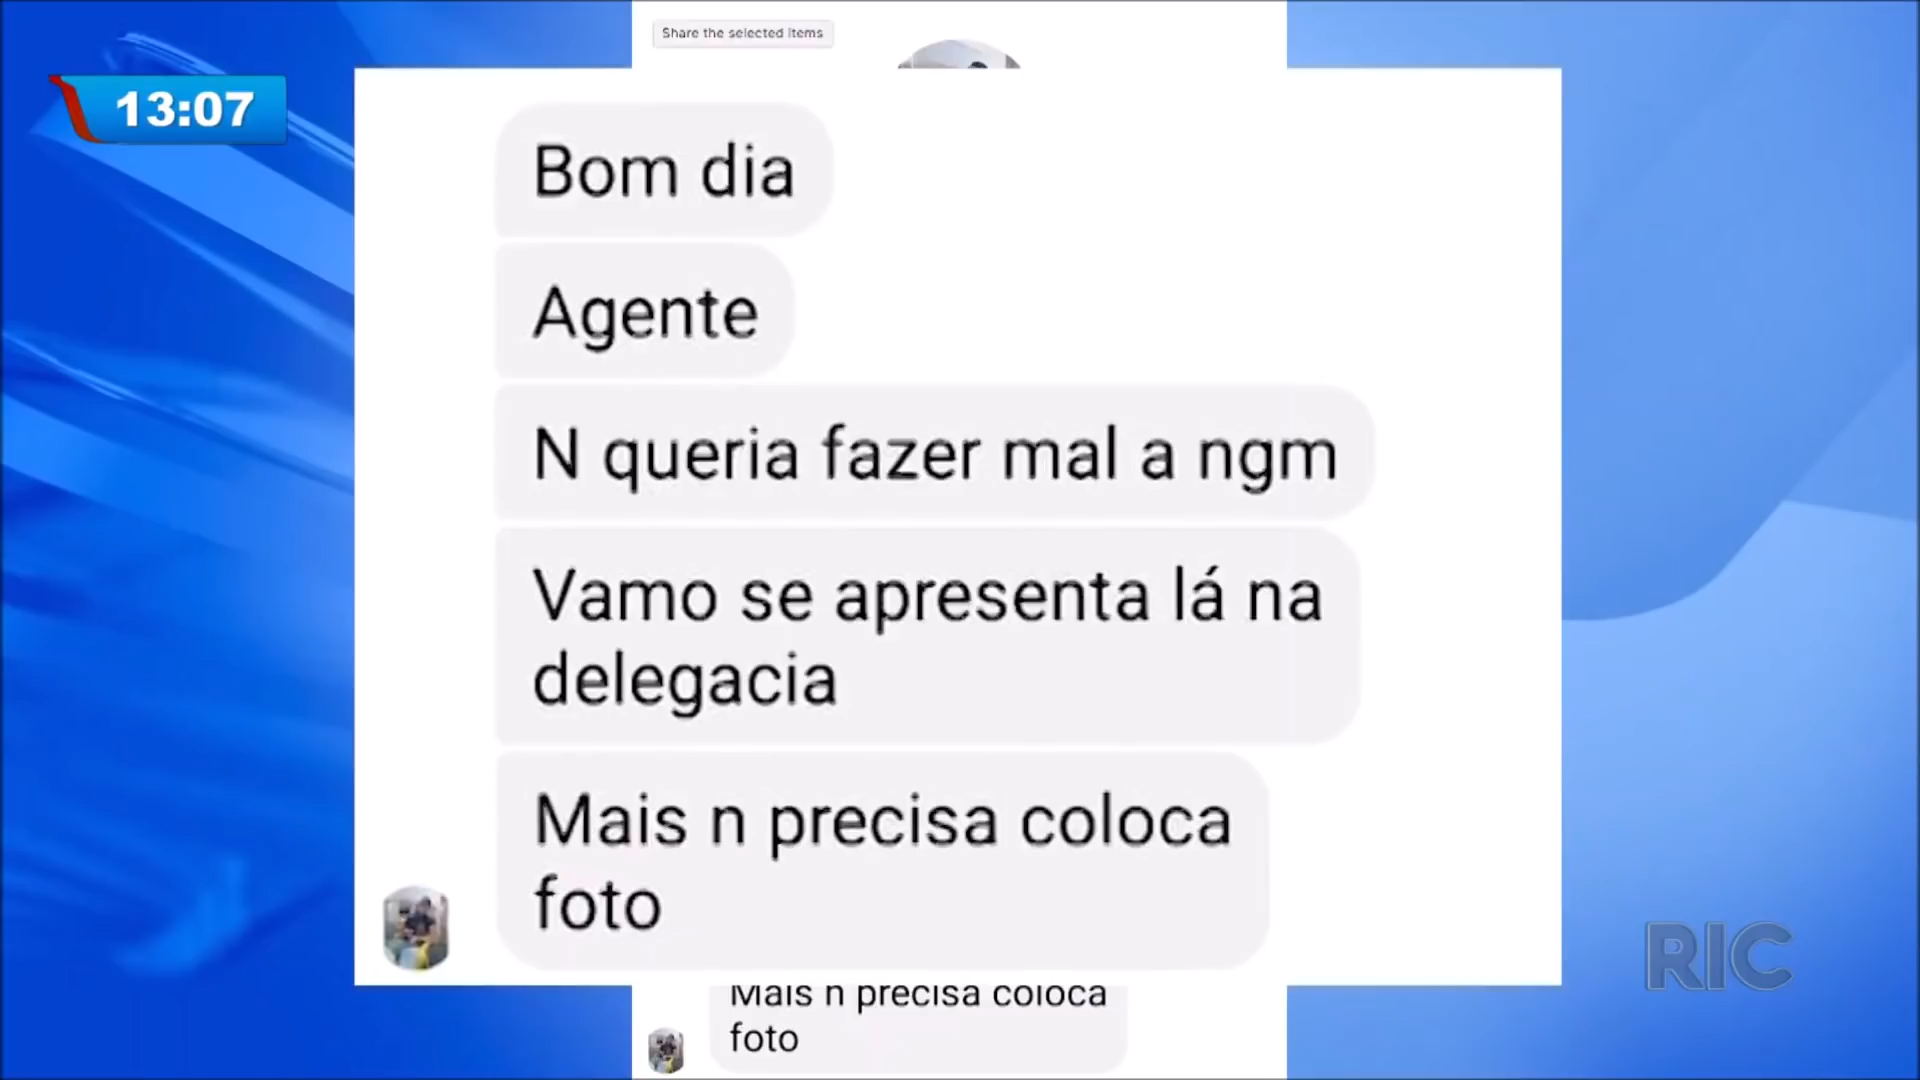 Share the selected items
13:07
Bom dia
Agente
N queria fazer mal a ngm
Vamo se apresenta lá na
delegacia
Mais n precisa coloca
foto
RIC
Mais n precisa coloca
foto